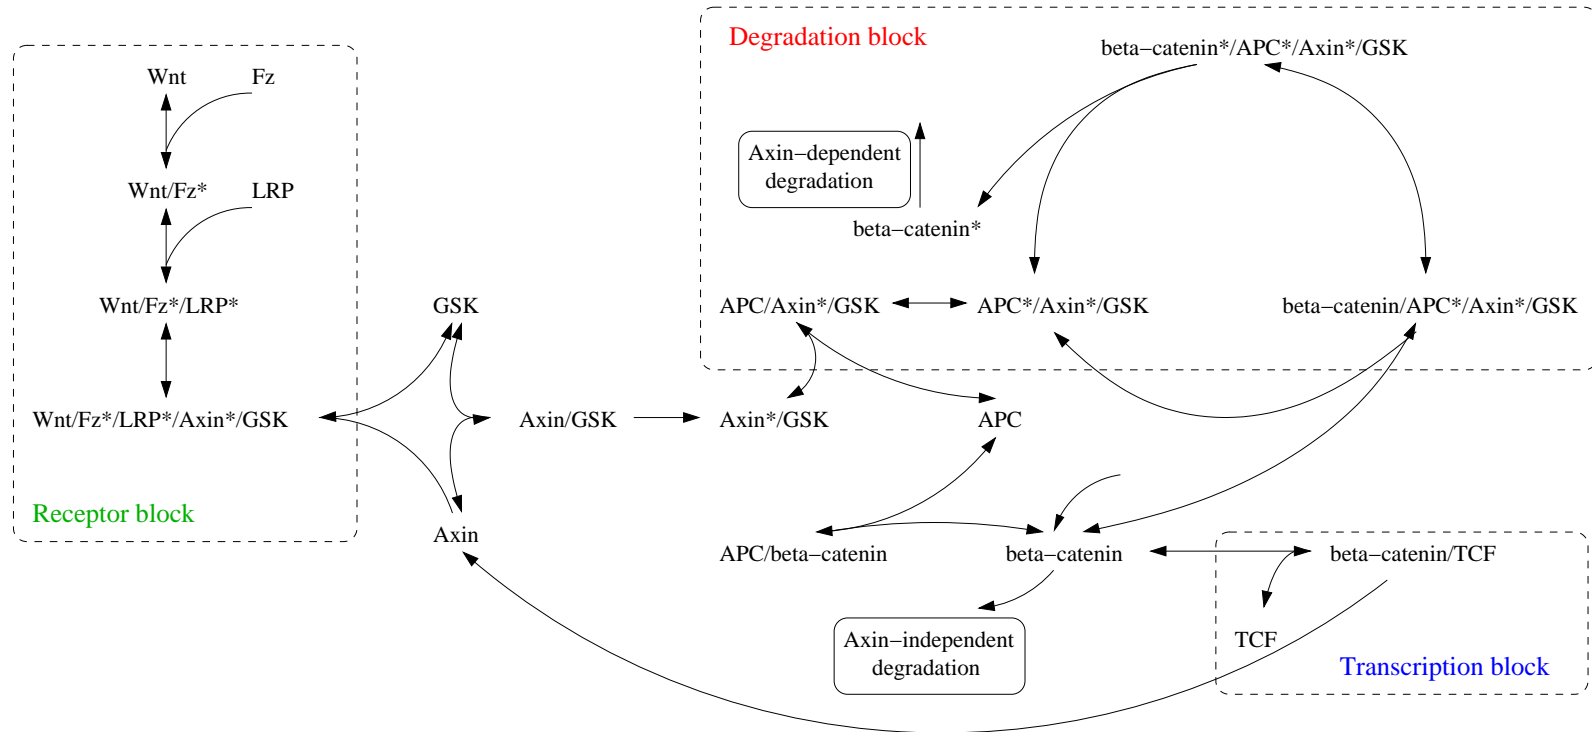 Degradation block
beta−catenin*/APC*/Axin*/GSK
Wnt
Fz
Axin−dependent
degradation
Wnt/Fz*
LRP
beta−catenin*
Wnt/Fz*/LRP*
GSK
APC/Axin*/GSK
APC*/Axin*/GSK
beta−catenin/APC*/Axin*/GSK
Wnt/Fz*/LRP*/Axin*/GSK
Axin/GSK
Axin*/GSK
APC
Receptor block
Axin
APC/beta−catenin
beta−catenin
beta−catenin/TCF
Axin−independent
degradation
TCF
Transcription block